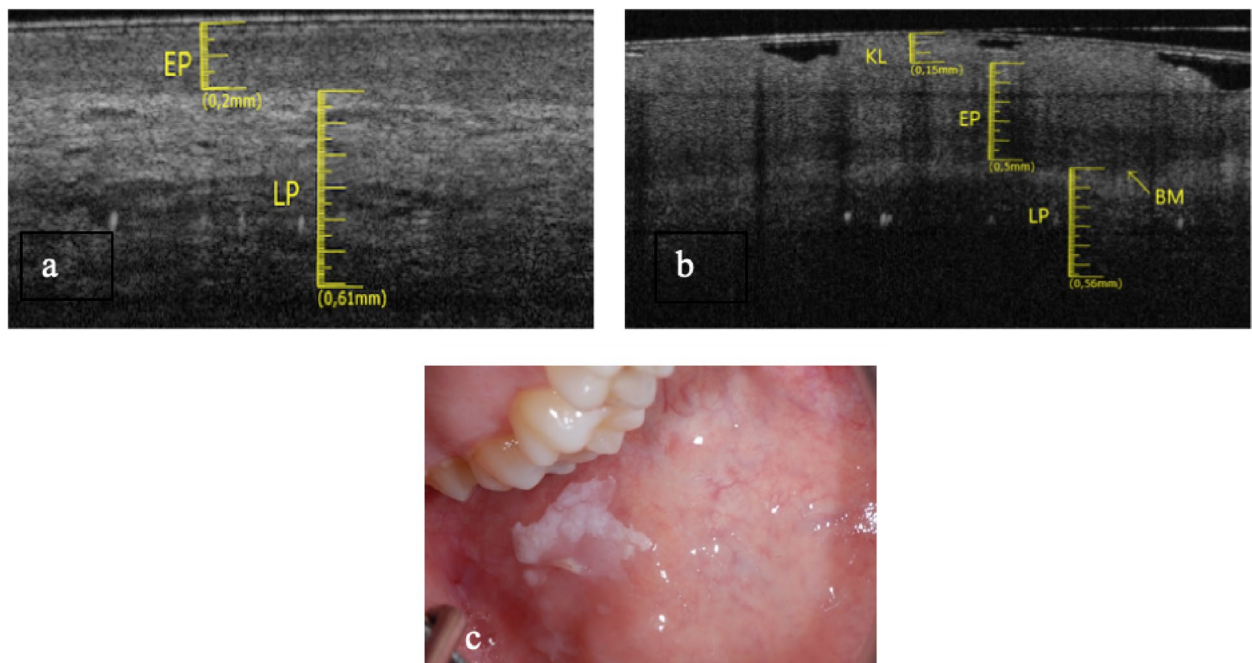 EP
(0,2mm)
LP
(0,61mm)
a
KL
(0,15mm)
EP
(0,5mm)
BM
LP
(0,56mm)
b
c